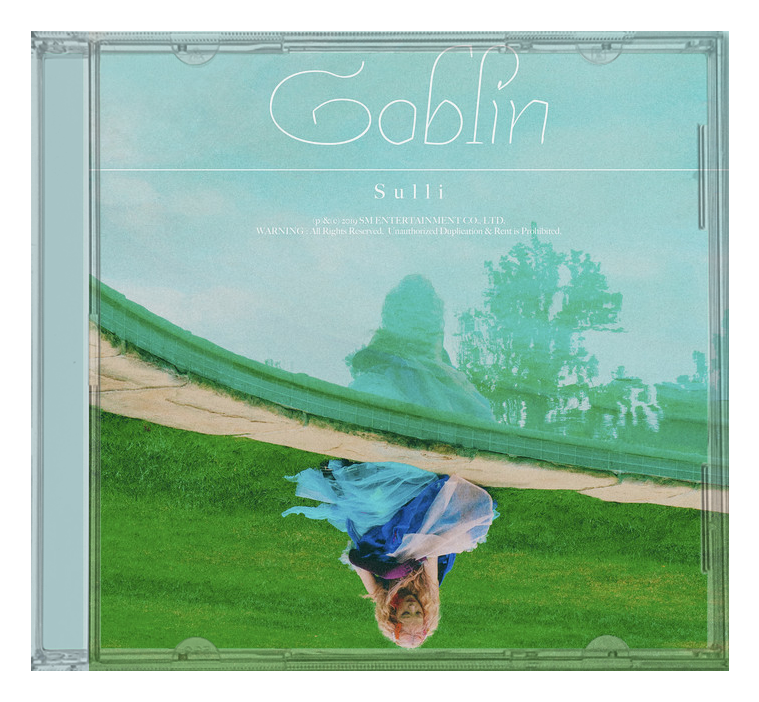 Goblin
Sulli
(p)&(c) 2019 SM ENTERTAINMENT CO., LTD.
WARNING : All Rights Reserved. Unauthorized Duplication & Rent is Prohibited.